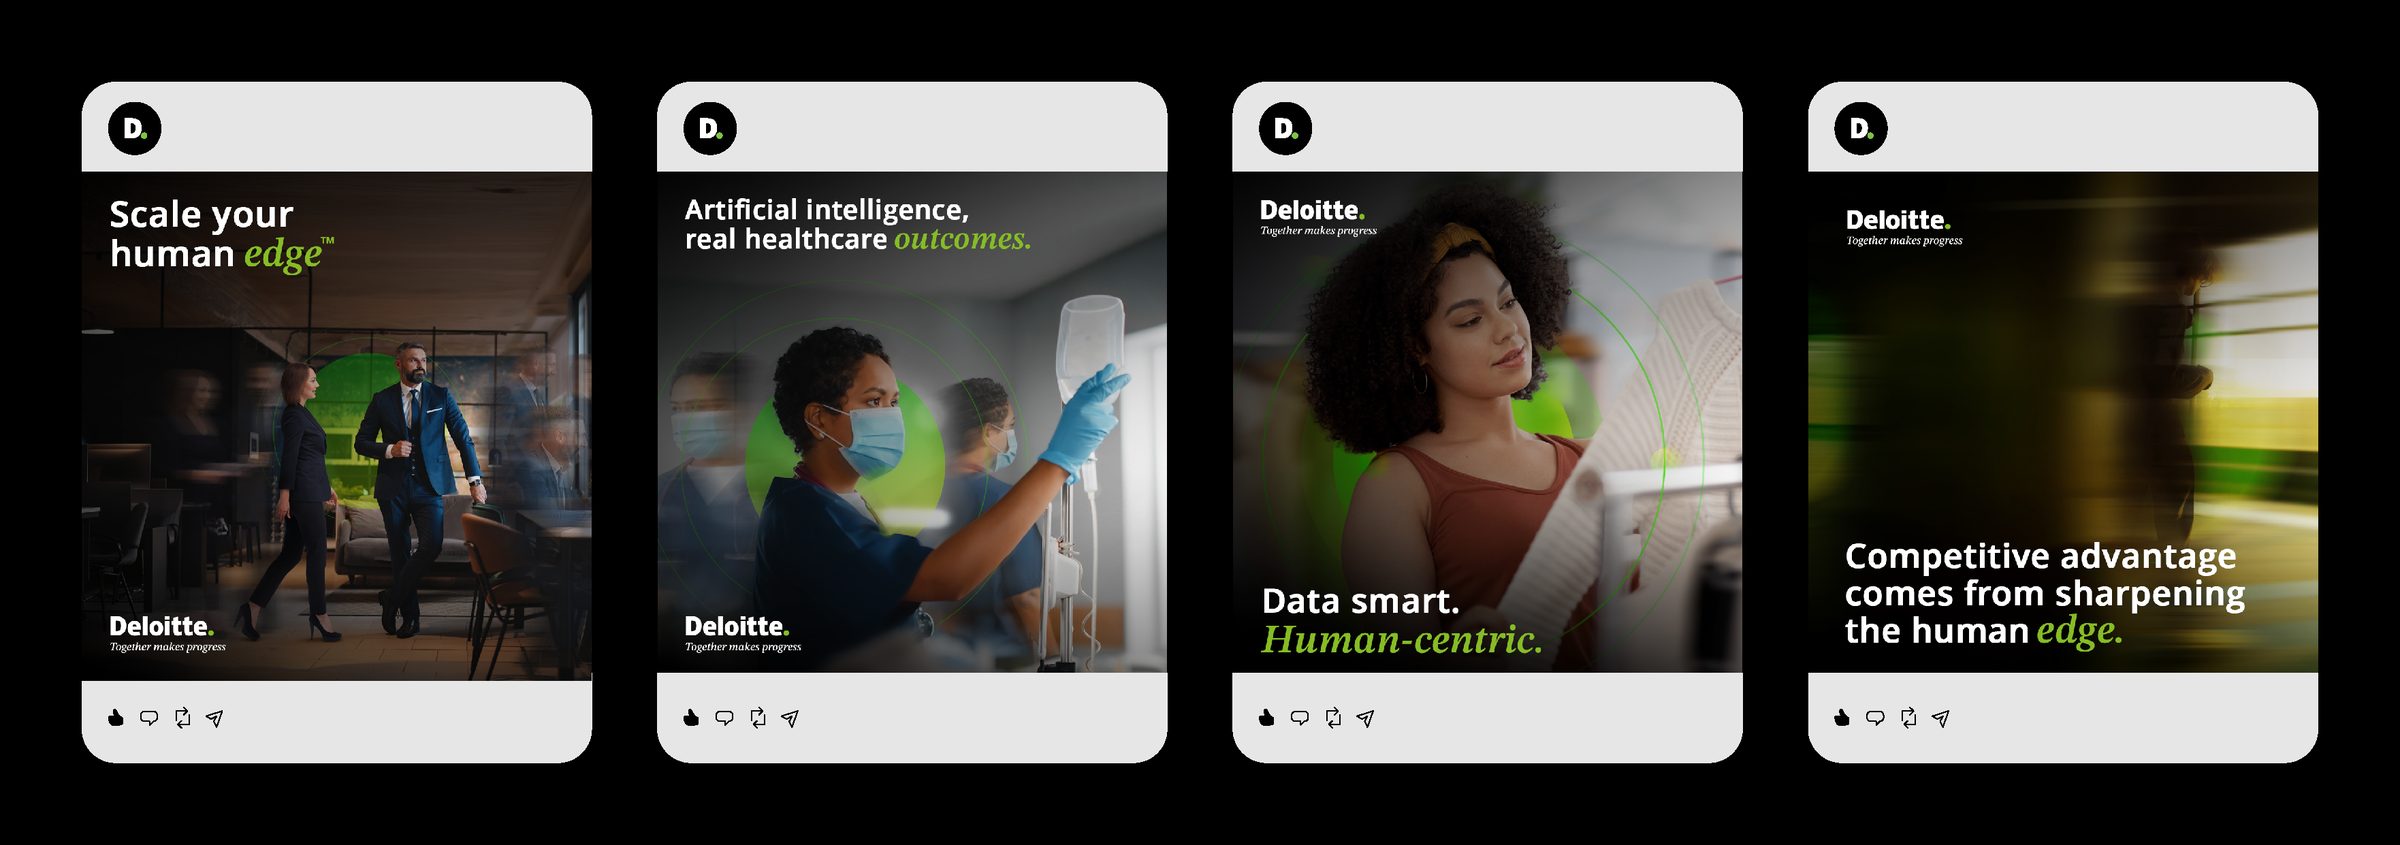 D.
Scale your
human edge™
Deloitte.
Together makes progress
D.
Artificial intelligence,
real healthcare outcomes.
Deloitte.
Together makes progress
D.
Deloitte.
Together makes progress
Data smart.
Human-centric.
D.
Deloitte.
Together makes progress
Competitive advantage
comes from sharpening
the human edge.